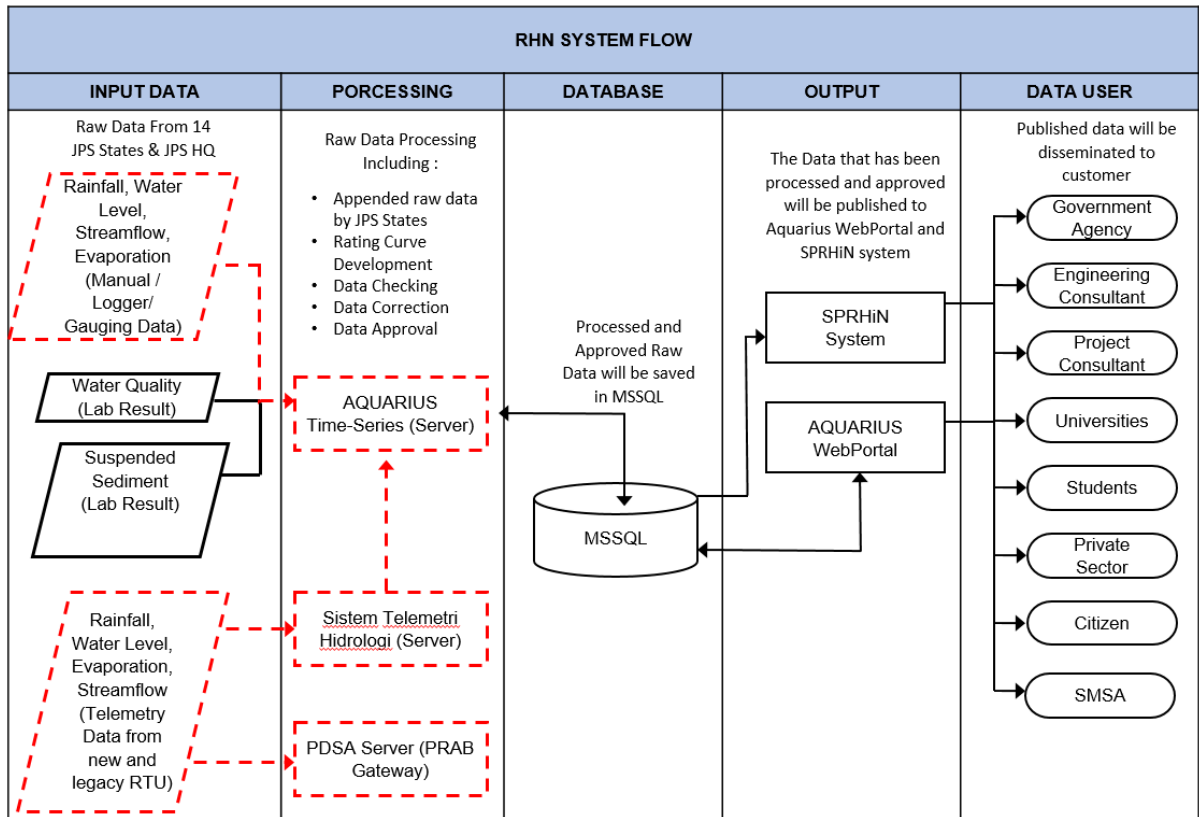 RHN SYSTEM FLOW
INPUT DATA
PORCESSING
DATABASE
OUTPUT
DATA USER
Raw Data From 14
JPS States & JPS HQ
Rainfall, Water
Level,
Streamflow,
Evaporation
(Manual /
Logger/
Gauging Data)
Water Quality
(Lab Result)
Suspended
Sediment
(Lab Result)
Rainfall,
Water Level,
Evaporation,
Streamflow
(Telemetry
Data from
new and
legacy RTU)
Raw Data Processing
Including :
• Appended raw data
by JPS States
• Rating Curve
Development
• Data Checking
• Data Correction
• Data Approval
AQUARIUS
Time-Series (Server)
Sistem Telemetri
Hidrologi (Server)
PDSA Server (PRAB
Gateway)
Processed and
Approved Raw
Data will be saved
in MSSQL
MSSQL
The Data that has been
processed and approved
will be published to
Aquarius WebPortal and
SPRHiN system
SPRHiN
System
AQUARIUS
WebPortal
Published data will be
disseminated to
customer
Government
Agency
Engineering
Consultant
Project
Consultant
Universities
Students
Private
Sector
Citizen
SMSA